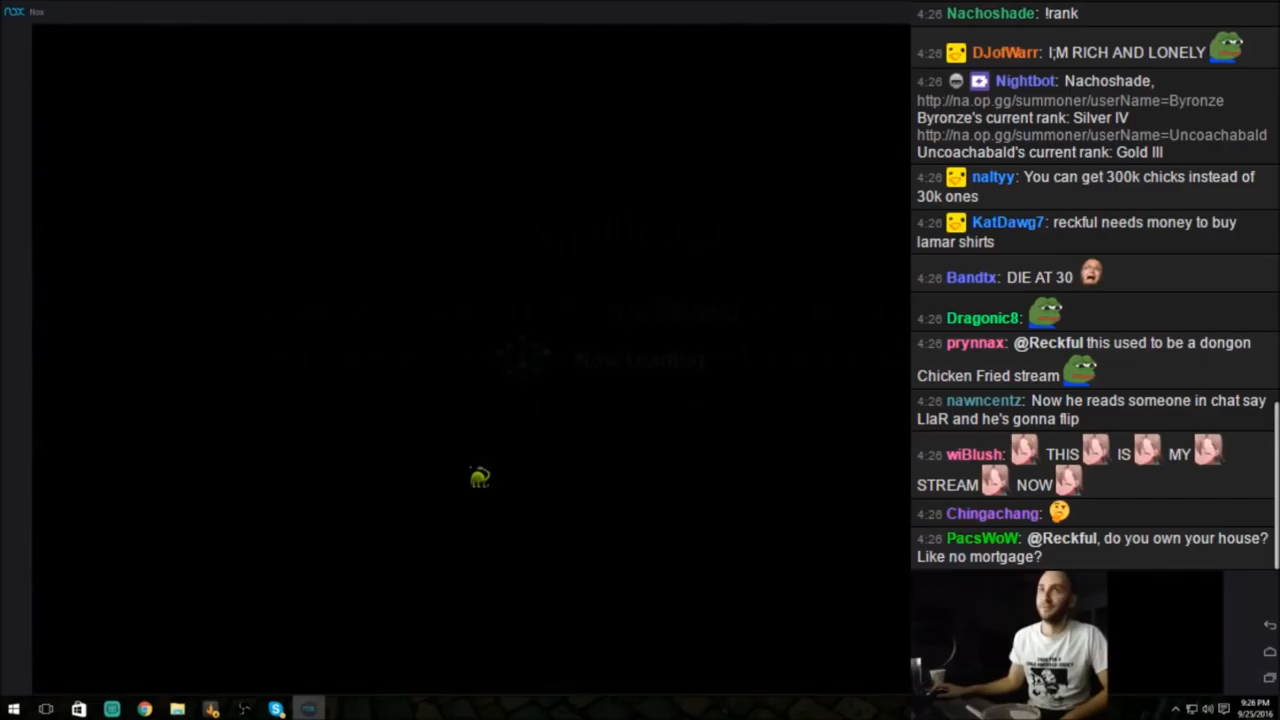 nox Nox
Now Loading
4:26 Nachoshade: !rank
4:26 DJofWarr: I;M RICH AND LONELY
4:26 Nightbot: Nachoshade,
http://na.op.gg/summoner/userName=Byronze
Byronze's current rank: Silver IV
http://na.op.gg/summoner/userName=Uncoachabald
Uncoachabald's current rank: Gold III
4:26 naltyy: You can get 300k chicks instead of
30k ones
4:26 KatDawg7: reckful needs money to buy
lamar shirts
4:26 Bandtx: DIE AT 30
4:26 Dragonic8:
4:26 prynnax: @Reckful this used to be a dongon
Chicken Fried stream
4:26 nawncentz: Now he reads someone in chat say
LIaR and he's gonna flip
4:26 wiBlush: THIS IS MY
STREAM NOW
4:26 Chingachang:
4:26 PacsWoW: @Reckful, do you own your house?
Like no mortgage?
9:26 PM
9/25/2016